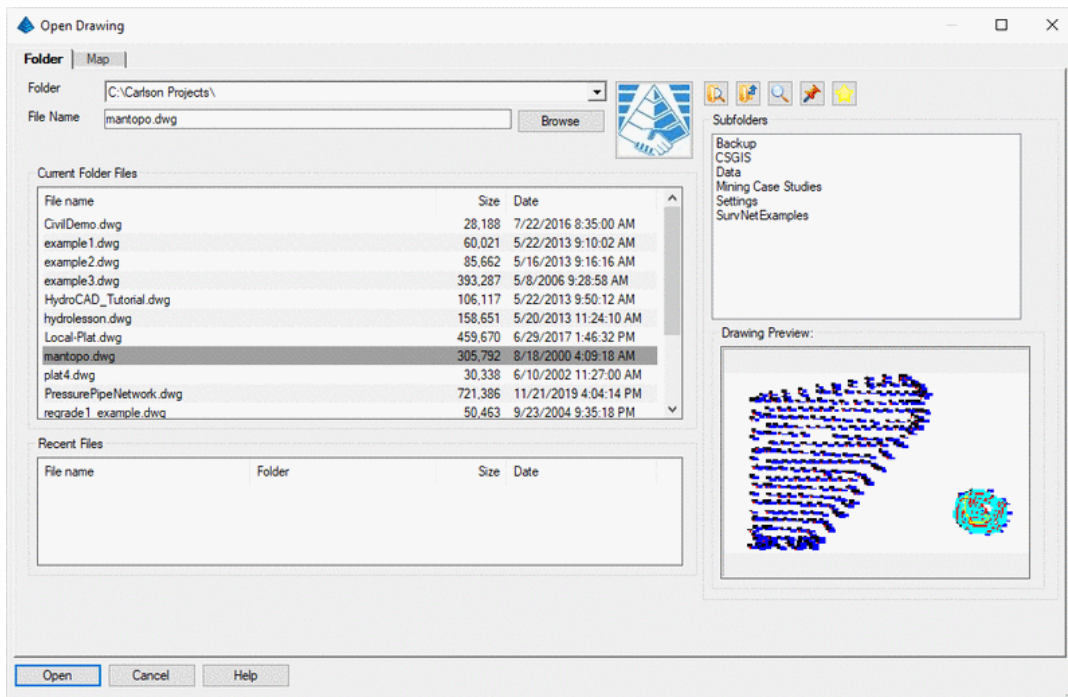 Open Drawing
Folder Map
Folder C:\Carlson Projects\
File Name mantopo.dwg Browse
Subfolders
Backup
CSGIS
Data
Mining Case Studies
Settings
SurvNetExamples
Current Folder Files
File name Size Date
CivilDemo.dwg 28,188 7/22/2016 8:35:00 AM
example1.dwg 60,021 5/22/2013 9:10:02 AM
example2.dwg 85,662 5/16/2013 9:16:16 AM
example3.dwg 393,287 5/8/2006 9:28:58 AM
HydroCAD_Tutorial.dwg 106,117 5/22/2013 9:50:12 AM
hydrolesson.dwg 158,651 5/20/2013 11:24:10 AM
Local-Plat.dwg 459,670 6/29/2017 1:46:32 PM
mantopo.dwg 305,792 8/18/2000 4:09:18 AM
plat4.dwg 30,338 6/10/2002 11:27:00 AM
PressurePipeNetwork.dwg 721,386 11/21/2019 4:04:14 PM
regrade1_example.dwg 50,463 9/23/2004 9:35:18 PM
Drawing Preview:
Recent Files
File name Folder Size Date
Open Cancel Help